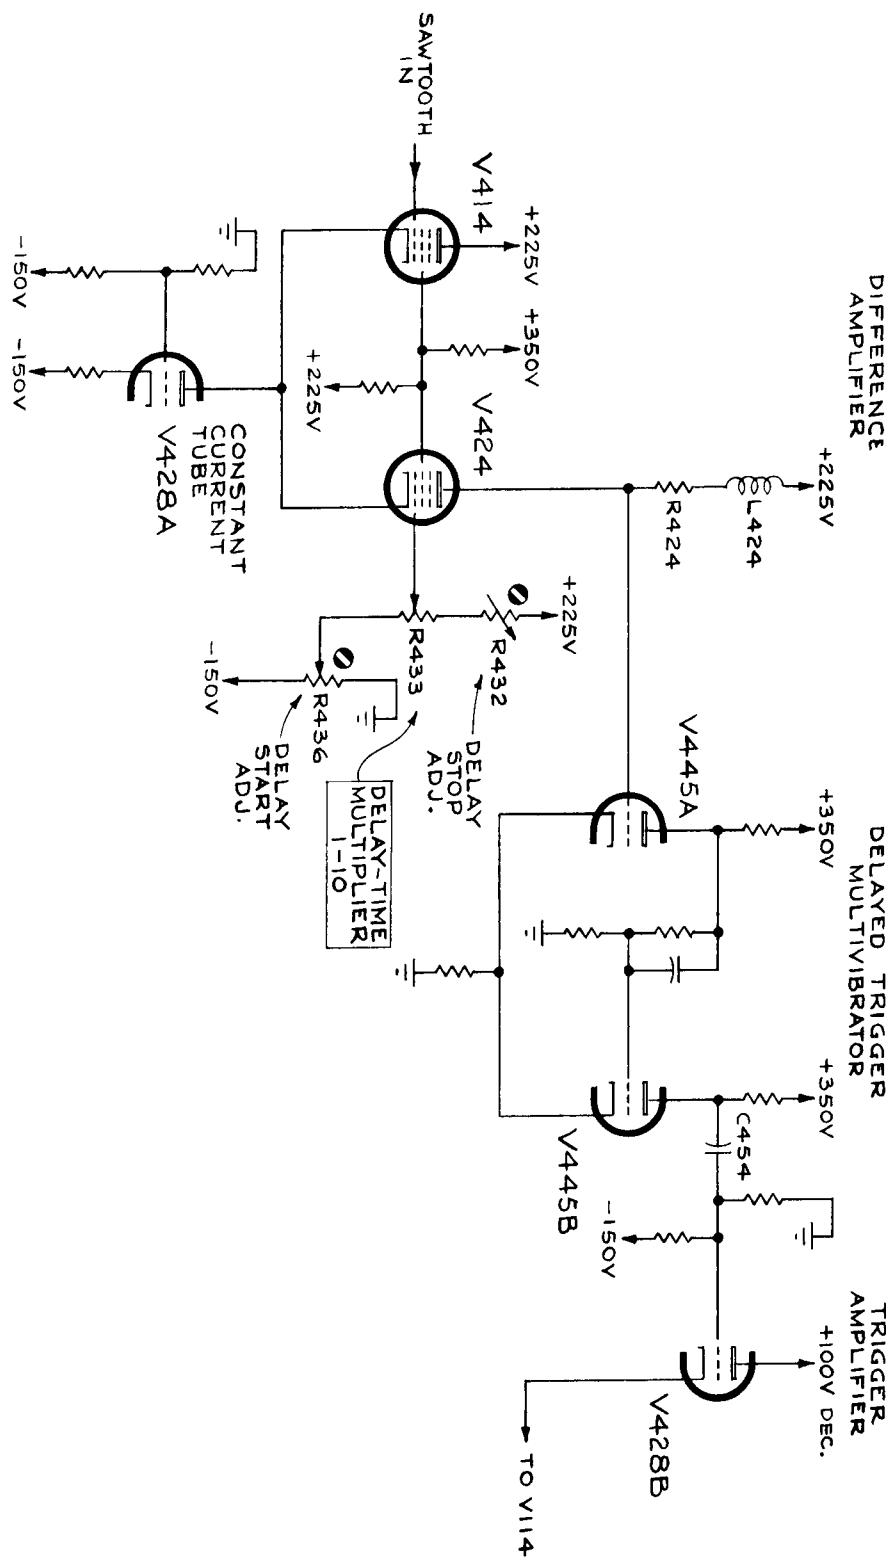 DIFFERENCE
AMPLIFIER
DELAYED TRIGGER
MULTIVIBRATOR
TRIGGER
AMPLIFIER
+225V
L424
R424
+350V
+350V
+100V DEC.
C454
V445A
V445B
-150V
V428B
TO V114
SAWTOOTH
IN
V414
+225V
+350V
V424
+225V
+225V
R432
DELAY
STOP
ADJ.
R433
DELAY-TIME
MULTIPLIER
1-10
R436
DELAY
START
ADJ.
-150V
CONSTANT
CURRENT
TUBE
V428A
-150V
-150V